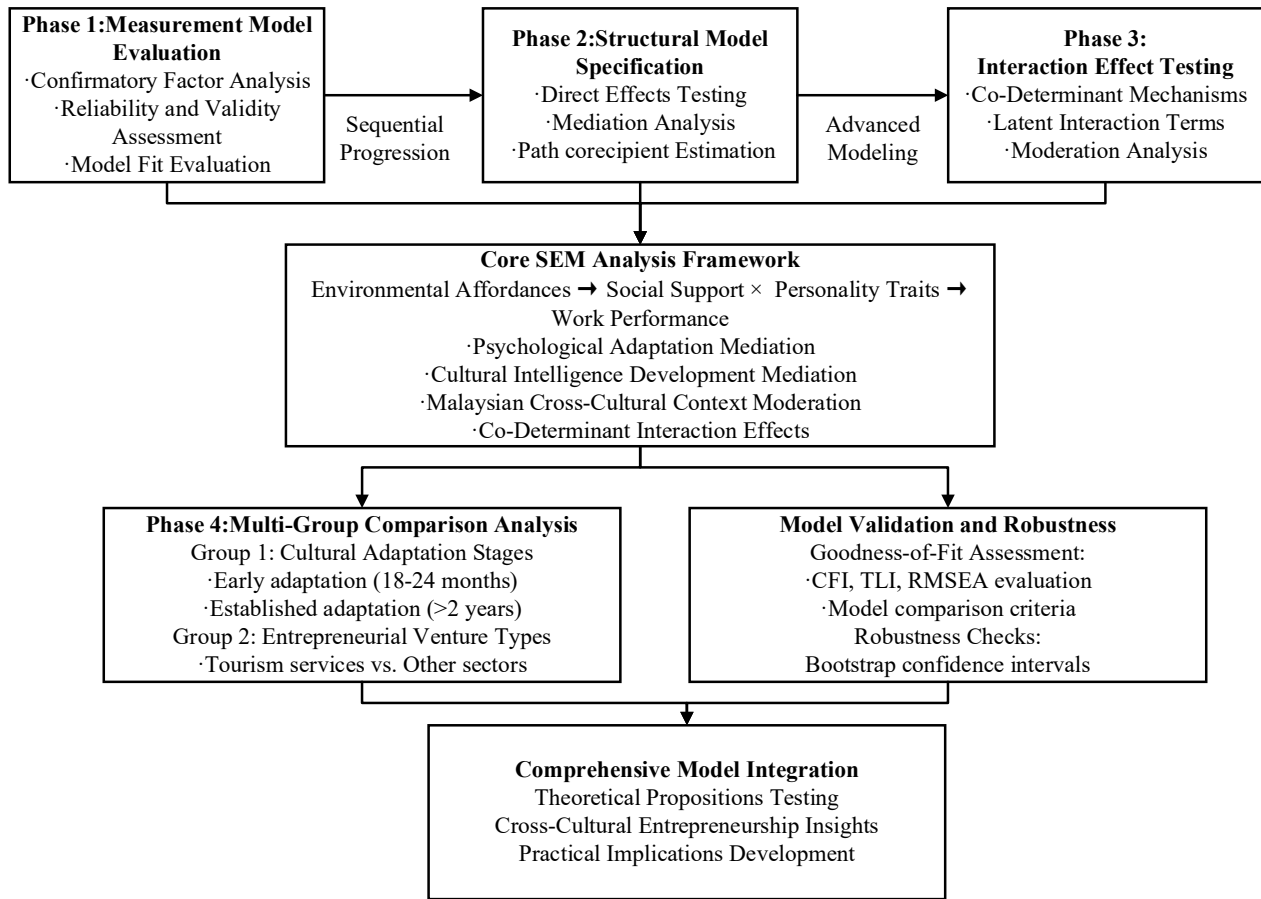 Phase 1:Measurement Model
Evaluation
·Confirmatory Factor Analysis
·Reliability and Validity
Assessment
·Model Fit Evaluation
Sequential
Progression
Phase 2:Structural Model
Specification
·Direct Effects Testing
·Mediation Analysis
·Path corecipient Estimation
Advanced
Modeling
Phase 3:
Interaction Effect Testing
·Co-Determinant Mechanisms
·Latent Interaction Terms
·Moderation Analysis
Core SEM Analysis Framework
Environmental Affordances → Social Support × Personality Traits →
Work Performance
·Psychological Adaptation Mediation
·Cultural Intelligence Development Mediation
·Malaysian Cross-Cultural Context Moderation
·Co-Determinant Interaction Effects
Phase 4:Multi-Group Comparison Analysis
Group 1: Cultural Adaptation Stages
·Early adaptation (18-24 months)
·Established adaptation (>2 years)
Group 2: Entrepreneurial Venture Types
·Tourism services vs. Other sectors
Model Validation and Robustness
Goodness-of-Fit Assessment:
·CFI, TLI, RMSEA evaluation
·Model comparison criteria
Robustness Checks:
Bootstrap confidence intervals
Comprehensive Model Integration
Theoretical Propositions Testing
Cross-Cultural Entrepreneurship Insights
Practical Implications Development